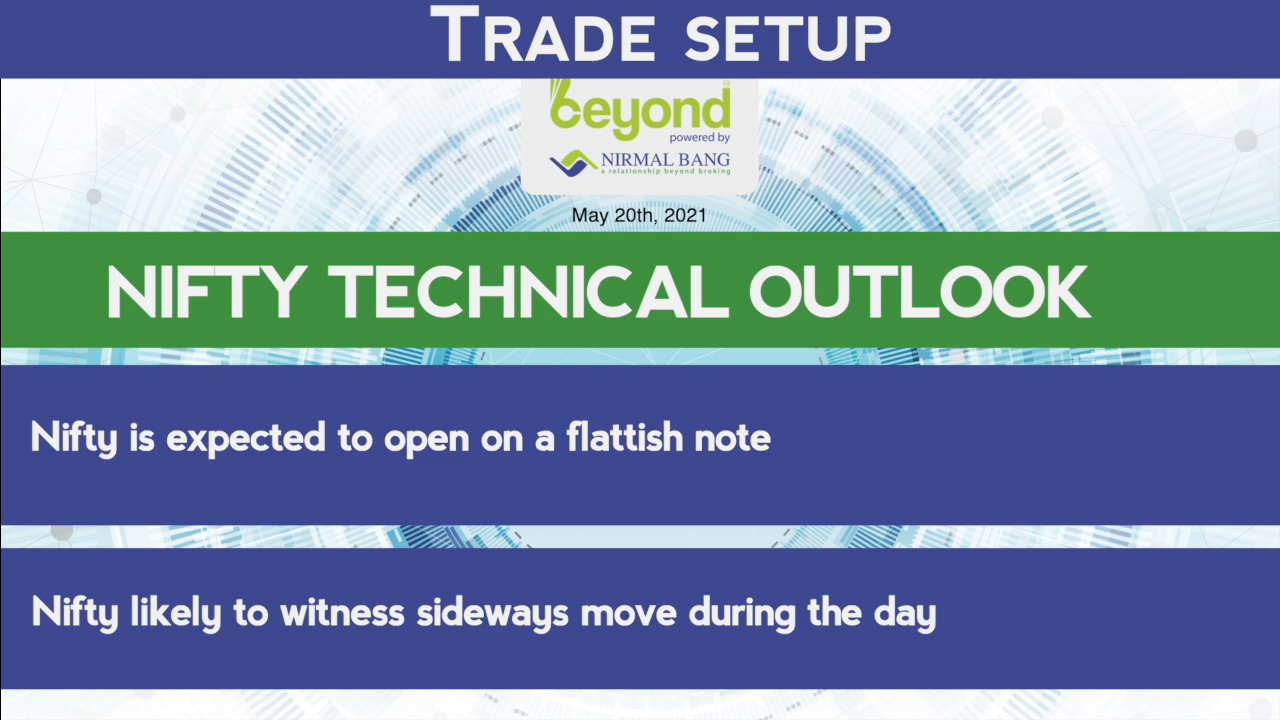 TRADE SETUP
beyond
powered by
NIRMAL BANG
a relationship beyond broking
May 20th, 2021
NIFTY TECHNICAL OUTLOOK
Nifty is expected to open on a flattish note
Nifty likely to witness sideways move during the day